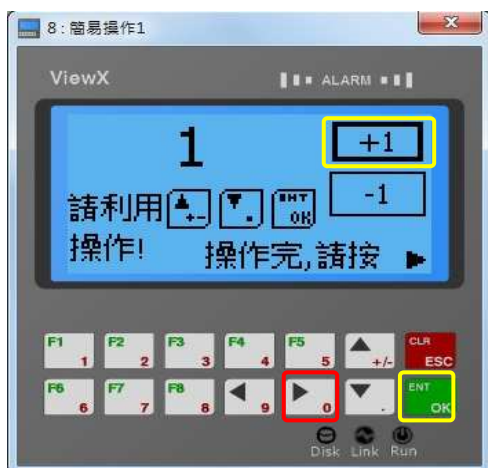 8 : 簡易操作1
ViewX
ALARM
1
+1
請利用 ▲+- ▼. ENT OK
-1
操作!
操作完,請按 ▶
F1 1 F2 2 F3 3 F4 4 F5 5 ▲ +/- CLR ESC
F6 6 F7 7 F8 8 ◀ 9 ▶ 0 ▼ . ENT OK
Disk Link Run